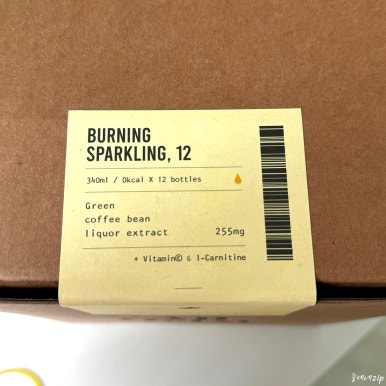 BURNING
SPARKLING, 12
340ml / 0kcal X 12 bottles
Green
coffee bean
liquor extract 255mg
+ Vitamin© & l-Carnitine